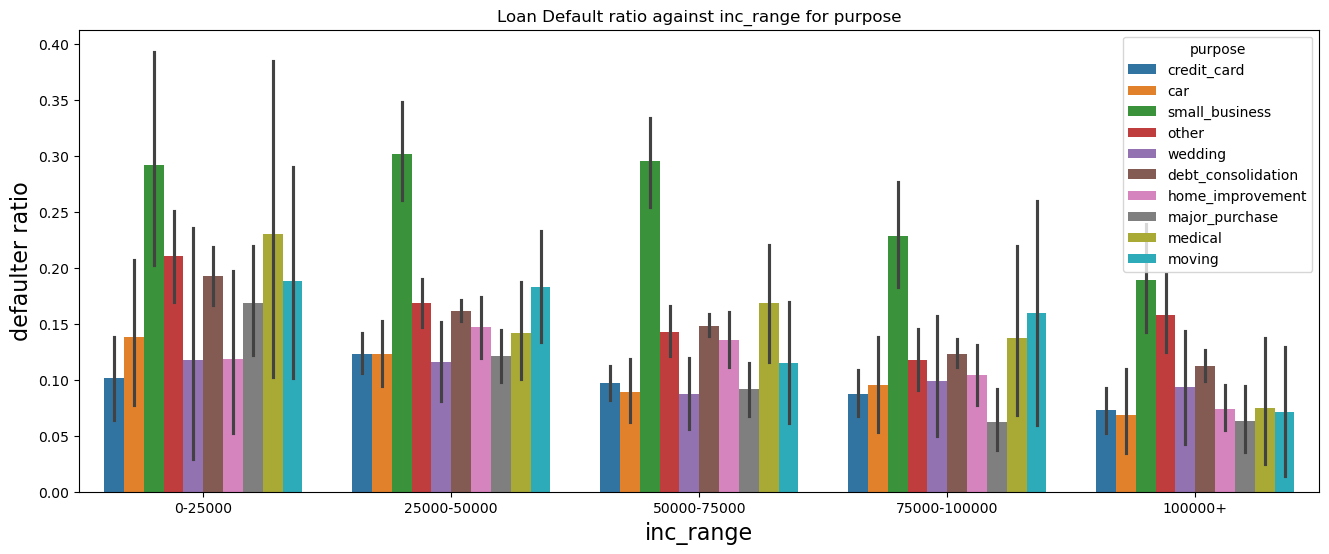 Loan Default ratio against inc_range for purpose
defaulter ratio
0.40
0.35
0.30
0.25
0.20
0.15
0.10
0.05
0.00
purpose
credit_card
car
small_business
other
wedding
debt_consolidation
home_improvement
major_purchase
medical
moving
0-25000
25000-50000
50000-75000
75000-100000
100000+
inc_range